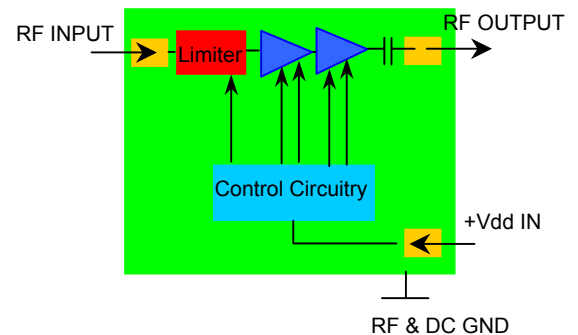 RF INPUT
RF OUTPUT
Limiter
Control Circuitry
+Vdd IN
RF & DC GND